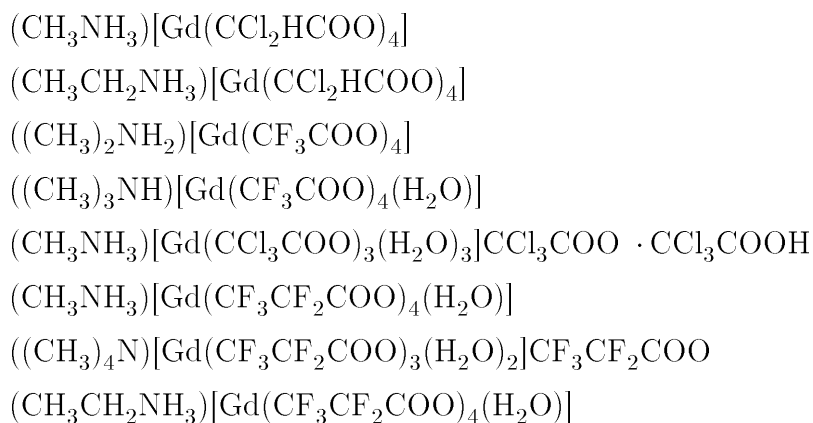 (CH₃NH₃)[Gd(CCl₂HCOO)₄]
(CH₃CH₂NH₃)[Gd(CCl₂HCOO)₄]
((CH₃)₂NH₂)[Gd(CF₃COO)₄]
((CH₃)₃NH)[Gd(CF₃COO)₄(H₂O)]
(CH₃NH₃)[Gd(CCl₃COO)₃(H₂O)₃]CCl₃COO · CCl₃COOH
(CH₃NH₃)[Gd(CF₃CF₂COO)₄(H₂O)]
((CH₃)₄N)[Gd(CF₃CF₂COO)₃(H₂O)₂]CF₃CF₂COO
(CH₃CH₂NH₃)[Gd(CF₃CF₂COO)₄(H₂O)]